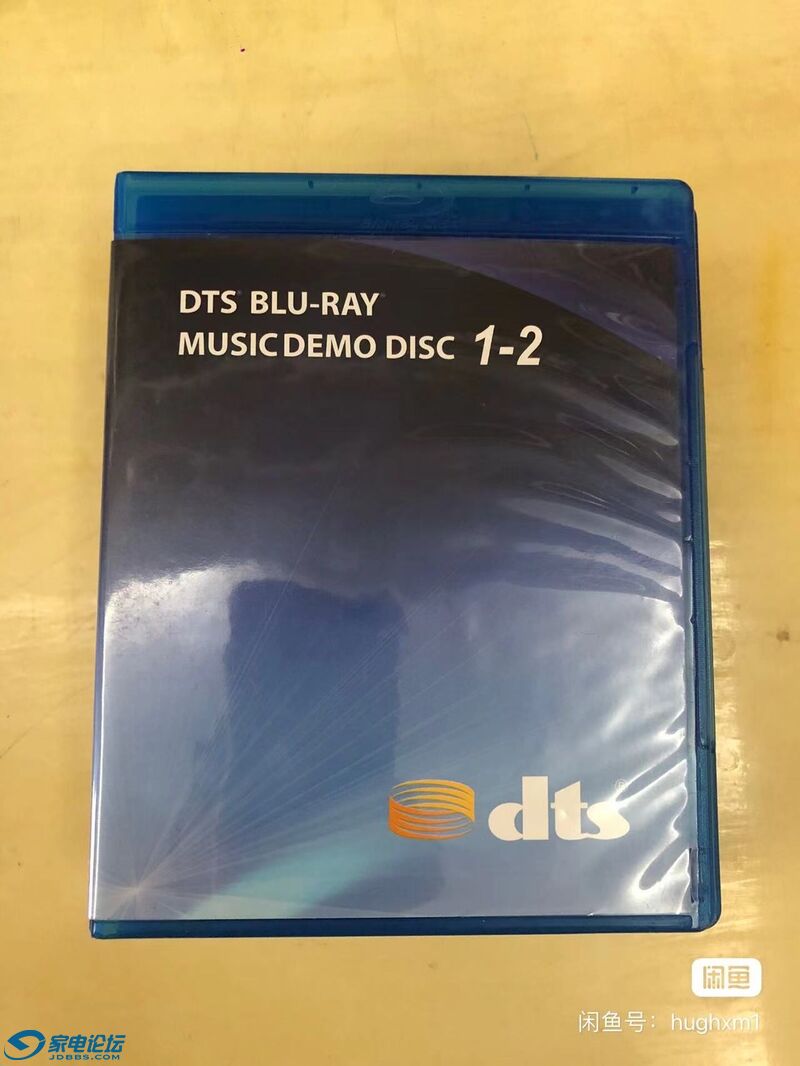 DTS® BLU-RAY®
MUSIC DEMO DISC 1-2
dts®
闲鱼
闲鱼号：hughxm1
家电论坛
JDBBS.COM